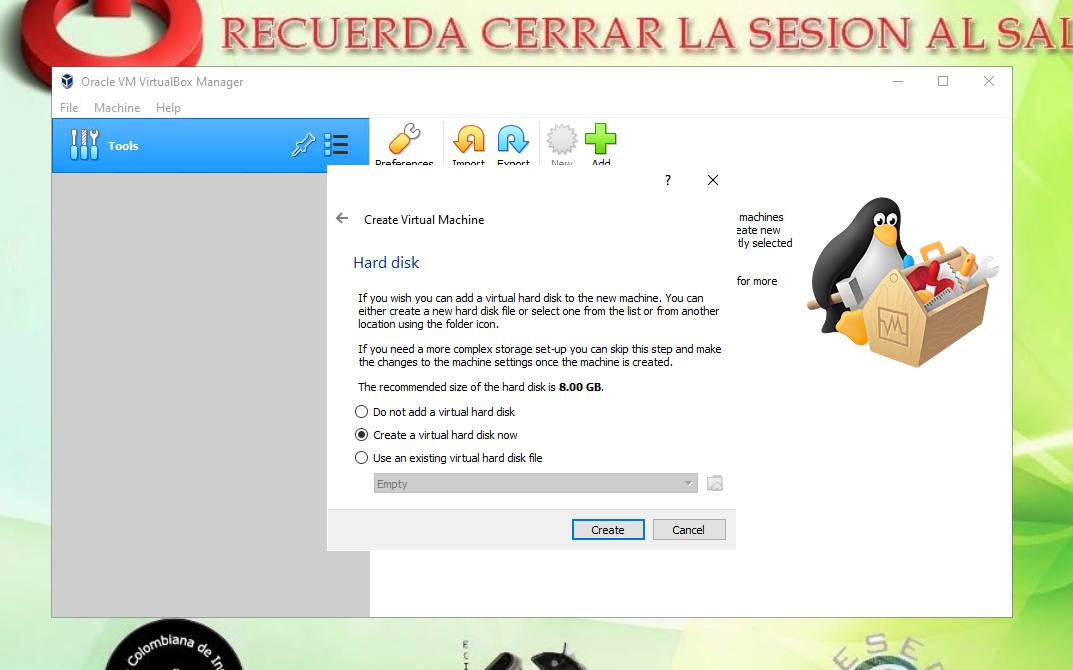 RECUERDA CERRAR LA SESION AL SAL
Oracle VM VirtualBox Manager
File Machine Help
Tools
Preferences Import Export New Add
machines
eate new
tly selected
for more
?
Create Virtual Machine
Hard disk
If you wish you can add a virtual hard disk to the new machine. You can
either create a new hard disk file or select one from the list or from another
location using the folder icon.
If you need a more complex storage set-up you can skip this step and make
the changes to the machine settings once the machine is created.
The recommended size of the hard disk is 8.00 GB.
Do not add a virtual hard disk
Create a virtual hard disk now
Use an existing virtual hard disk file
Empty
Create Cancel
Colombiana de In
E
C
I
E S E